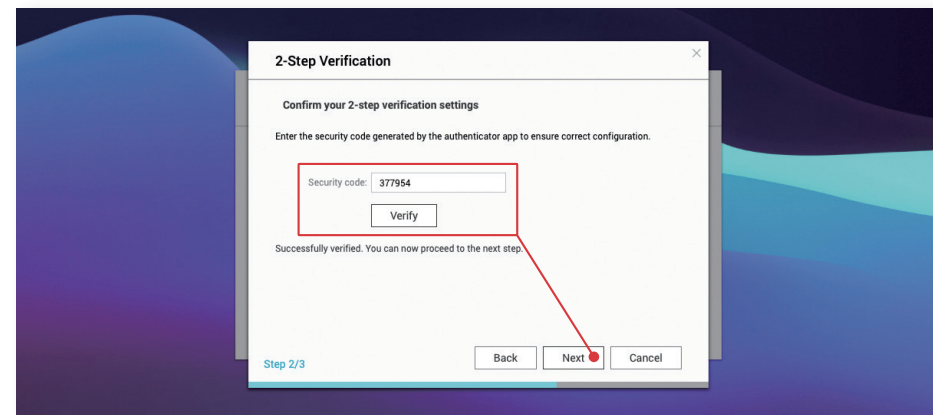 2-Step Verification
Confirm your 2-step verification settings
Enter the security code generated by the authenticator app to ensure correct configuration.
Security code: 377954
Verify
Successfully verified. You can now proceed to the next step.
Step 2/3 Back Next Cancel